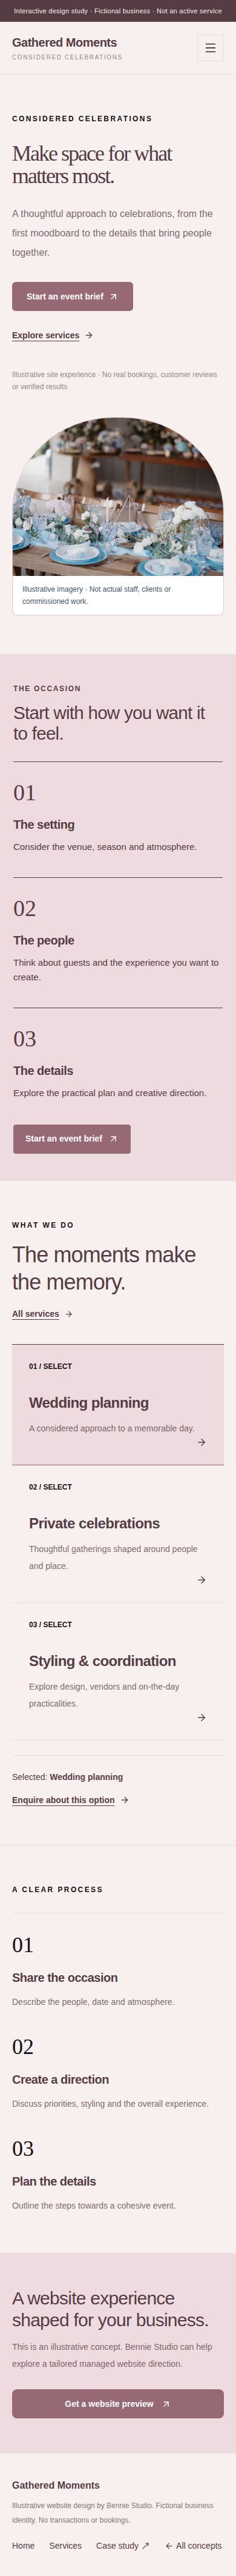 Interactive design study · Fictional business · Not an active service
Gathered Moments
CONSIDERED CELEBRATIONS
CONSIDERED CELEBRATIONS
Make space for what
matters most.
A thoughtful approach to celebrations, from the
first moodboard to the details that bring people
together.
Start an event brief ↗
Explore services →
Illustrative site experience · No real bookings, customer reviews
or verified results
Illustrative imagery · Not actual staff, clients or
commissioned work.
THE OCCASION
Start with how you want it
to feel.
01
The setting
Consider the venue, season and atmosphere.
02
The people
Think about guests and the experience you want to
create.
03
The details
Explore the practical plan and creative direction.
Start an event brief ↗
WHAT WE DO
The moments make
the memory.
All services →
01 / SELECT
Wedding planning
A considered approach to a memorable day.
→
02 / SELECT
Private celebrations
Thoughtful gatherings shaped around people
and place.
→
03 / SELECT
Styling & coordination
Explore design, vendors and on-the-day
practicalities.
→
Selected: Wedding planning
Enquire about this option →
A CLEAR PROCESS
01
Share the occasion
Describe the people, date and atmosphere.
02
Create a direction
Discuss priorities, styling and the overall experience.
03
Plan the details
Outline the steps towards a cohesive event.
A website experience
shaped for your business.
This is an illustrative concept. Bennie Studio can help
explore a tailored managed website direction.
Get a website preview ↗
Gathered Moments
Illustrative website design by Bennie Studio. Fictional business
identity. No transactions or bookings.
Home Services Case study ↗ ← All concepts